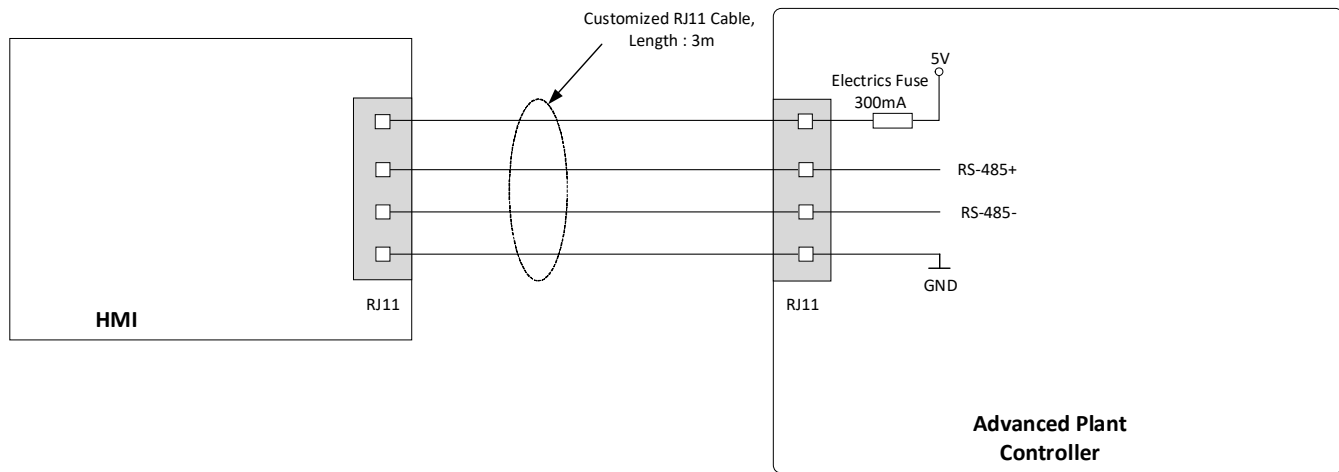 Customized RJ11 Cable,
Length : 3m
5V
Electrics Fuse
300mA
RS-485+
RS-485-
GND
RJ11
RJ11
HMI
Advanced Plant
Controller